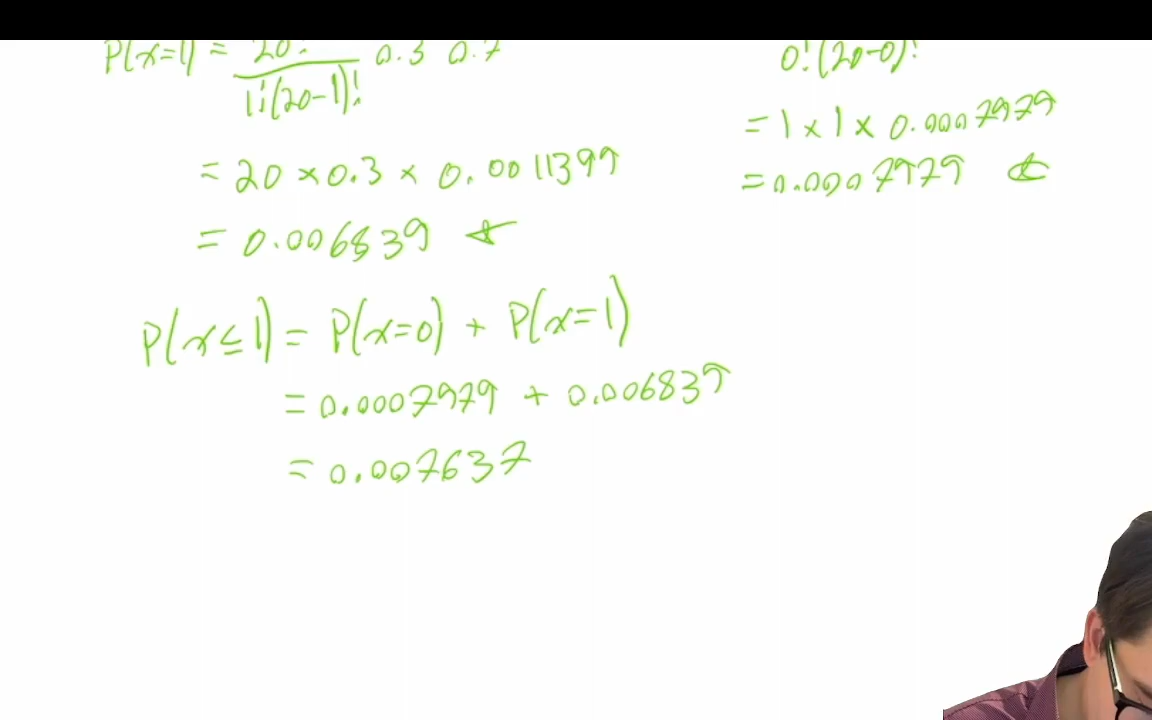 P(x=1) = 20! / 1!(20-1)! 0.3 0.7
= 20 × 0.3 × 0.0011399
= 0.006839
P(x≤1) = P(x=0) + P(x=1)
= 0.0007979 + 0.006839
= 0.007637
0!(20-0)!
= 1 × 1 × 0.0007979
= 0.0007979